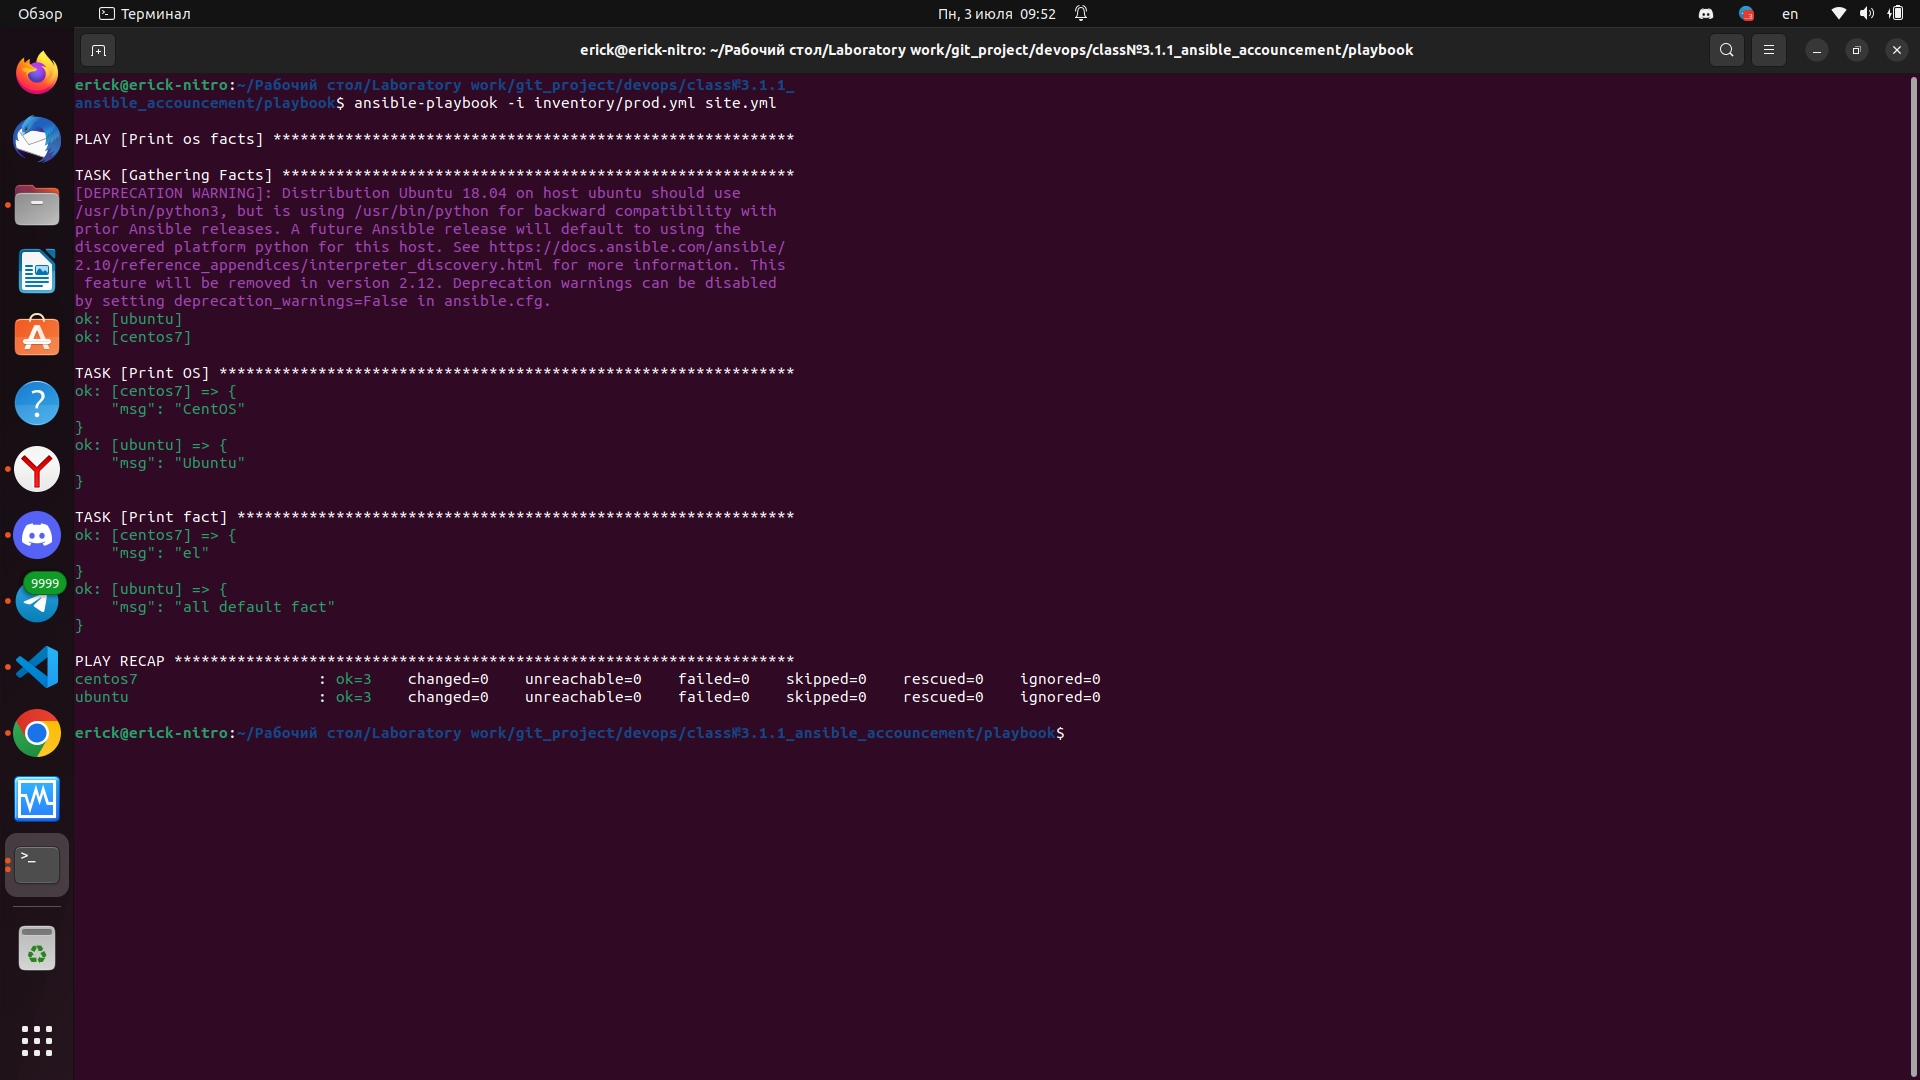 Обзор
Терминал
Пн, 3 июля 09:52
en
erick@erick-nitro: ~/Рабочий стол/Laboratory work/git_project/devops/class№3.1.1_ansible_accouncement/playbook
erick@erick-nitro:~/Рабочий стол/Laboratory work/git_project/devops/class№3.1.1_
ansible_accouncement/playbook$ ansible-playbook -i inventory/prod.yml site.yml
PLAY [Print os facts] **********************************************************
TASK [Gathering Facts] *********************************************************
[DEPRECATION WARNING]: Distribution Ubuntu 18.04 on host ubuntu should use
/usr/bin/python3, but is using /usr/bin/python for backward compatibility with
prior Ansible releases. A future Ansible release will default to using the
discovered platform python for this host. See https://docs.ansible.com/ansible/
2.10/reference_appendices/interpreter_discovery.html for more information. This
 feature will be removed in version 2.12. Deprecation warnings can be disabled
by setting deprecation_warnings=False in ansible.cfg.
ok: [ubuntu]
ok: [centos7]
TASK [Print OS] ****************************************************************
ok: [centos7] => {
    "msg": "CentOS"
}
ok: [ubuntu] => {
    "msg": "Ubuntu"
}
TASK [Print fact] **************************************************************
ok: [centos7] => {
    "msg": "el"
}
ok: [ubuntu] => {
    "msg": "all default fact"
}
PLAY RECAP *********************************************************************
centos7                    : ok=3    changed=0    unreachable=0    failed=0    skipped=0    rescued=0    ignored=0
ubuntu                     : ok=3    changed=0    unreachable=0    failed=0    skipped=0    rescued=0    ignored=0
erick@erick-nitro:~/Рабочий стол/Laboratory work/git_project/devops/class№3.1.1_ansible_accouncement/playbook$
9999